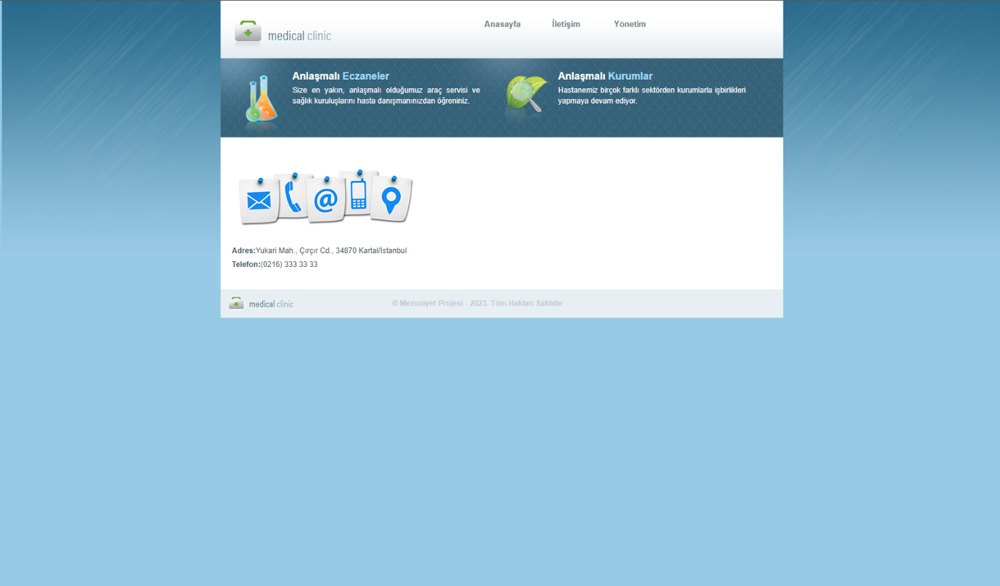 medical clinic
Anasayfa
İletişim
Yönetim
Anlaşmalı Eczaneler
Size en yakın, anlaşmalı olduğumuz araç servisi ve
sağlık kuruluşlarını hasta danışmanınızdan öğreniniz.
Anlaşmalı Kurumlar
Hastanemiz birçok farklı sektörden kurumlarla işbirlikleri
yapmaya devam ediyor.
@
Adres:Yukari Mah., Çırçır Cd., 34870 Kartal/İstanbul
Telefon:(0216) 333 33 33
medical clinic
© Mezuniyet Projesi - 2023. Tüm Hakları Saklıdır